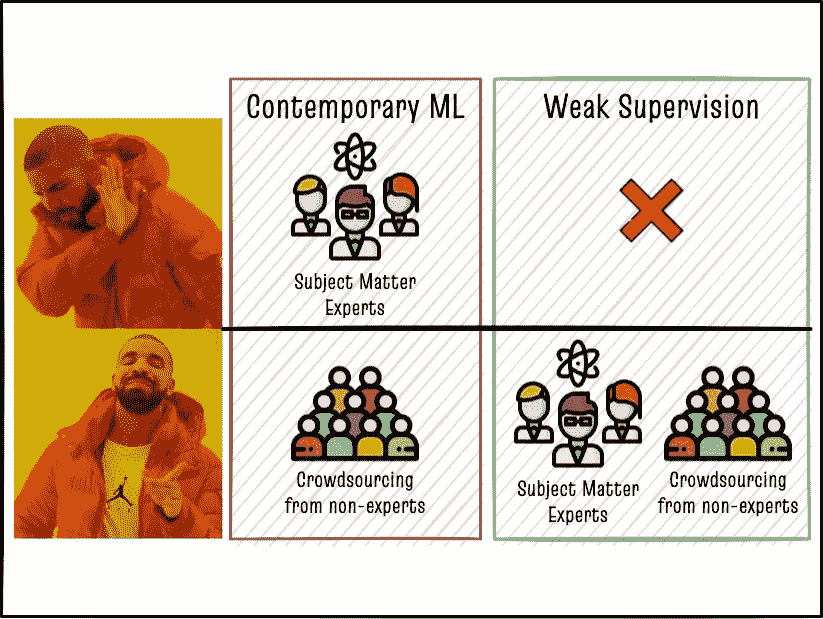 Contemporary ML
Weak Supervision
Subject Matter
Experts
Crowdsourcing
from non-experts
Subject Matter
Experts
Crowdsourcing
from non-experts